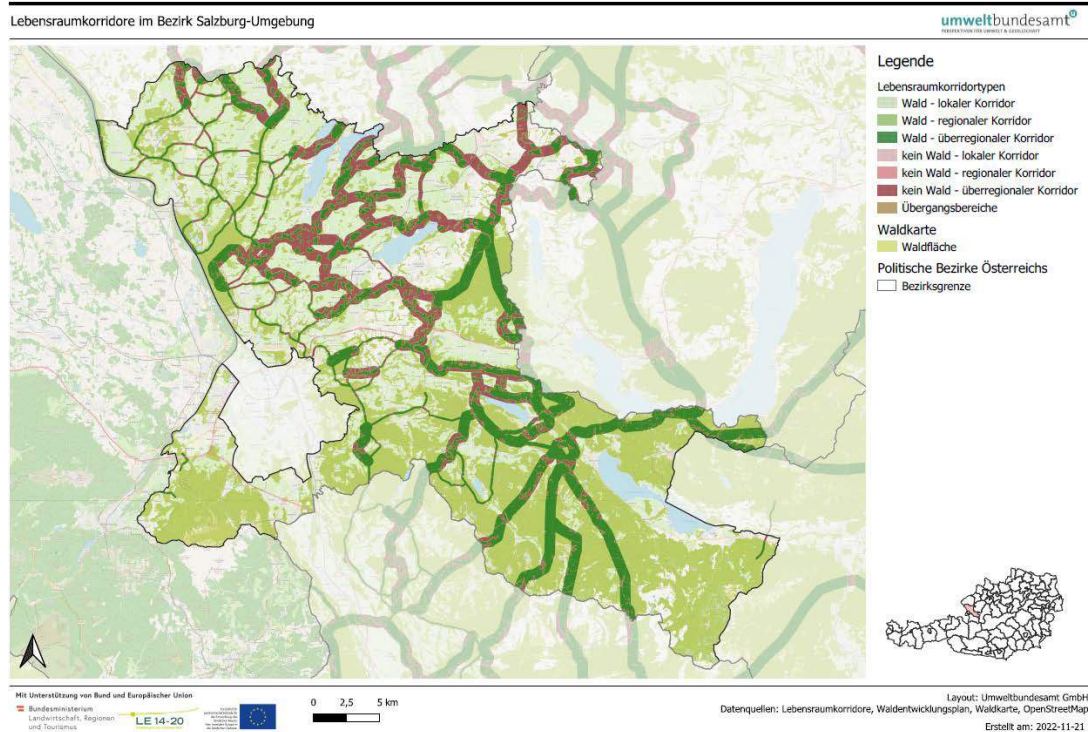 Lebensraumkorridore im Bezirk Salzburg-Umgebung
umweltbundesamt
PERSPEKTIVEN FÜR UMWELT & GESELLSCHAFT
Legende
Lebensraumkorridortypen
Wald - lokaler Korridor
Wald - regionaler Korridor
Wald - überregionaler Korridor
kein Wald - lokaler Korridor
kein Wald - regionaler Korridor
kein Wald - überregionaler Korridor
Übergangsbereiche
Waldkarte
Waldfläche
Politische Bezirke Österreichs
Bezirksgrenze
Mit Unterstützung von Bund und Europäischer Union
Bundesministerium
Landwirtschaft, Regionen
und Tourismus
LE 14-20
0 2,5 5 km
Layout: Umweltbundesamt GmbH
Datenquellen: Lebensraumkorridore, Waldentwicklungsplan, Waldkarte, OpenStreetMap
Erstellt am: 2022-11-21